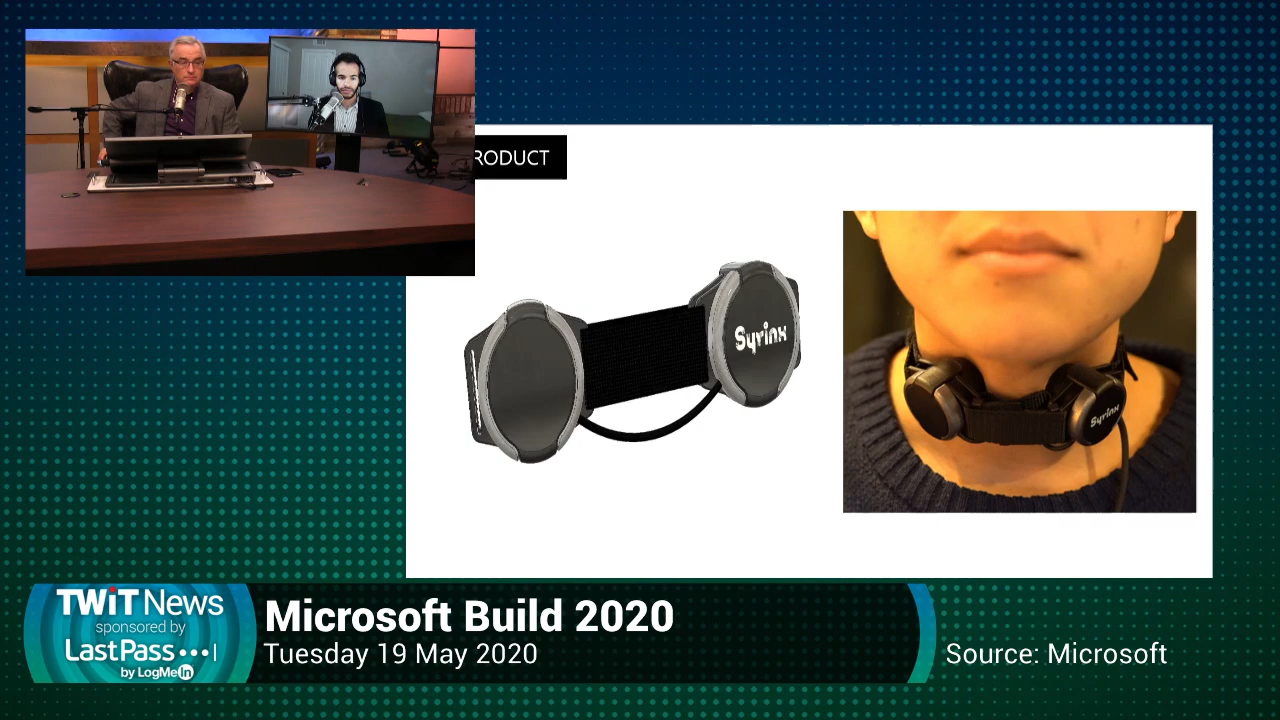 RODUCT
Syrinx
Syrinx
TWiT News
sponsored by
LastPass •••|
by LogMeIn
Microsoft Build 2020
Tuesday 19 May 2020
Source: Microsoft